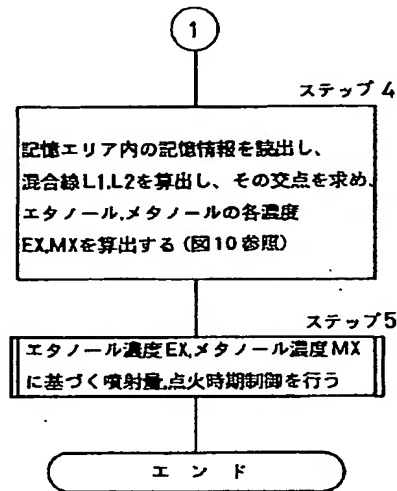 1
ステップ 4
記憶エリア内の記憶情報を読出し、
混合線L1,L2を算出し、その交点を求め、
エタノール,メタノールの各濃度
EX,MXを算出する (図10参照)
ステップ5
エタノール濃度EX,メタノール濃度MX
に基づく噴射量,点火時期制御を行う
エンド